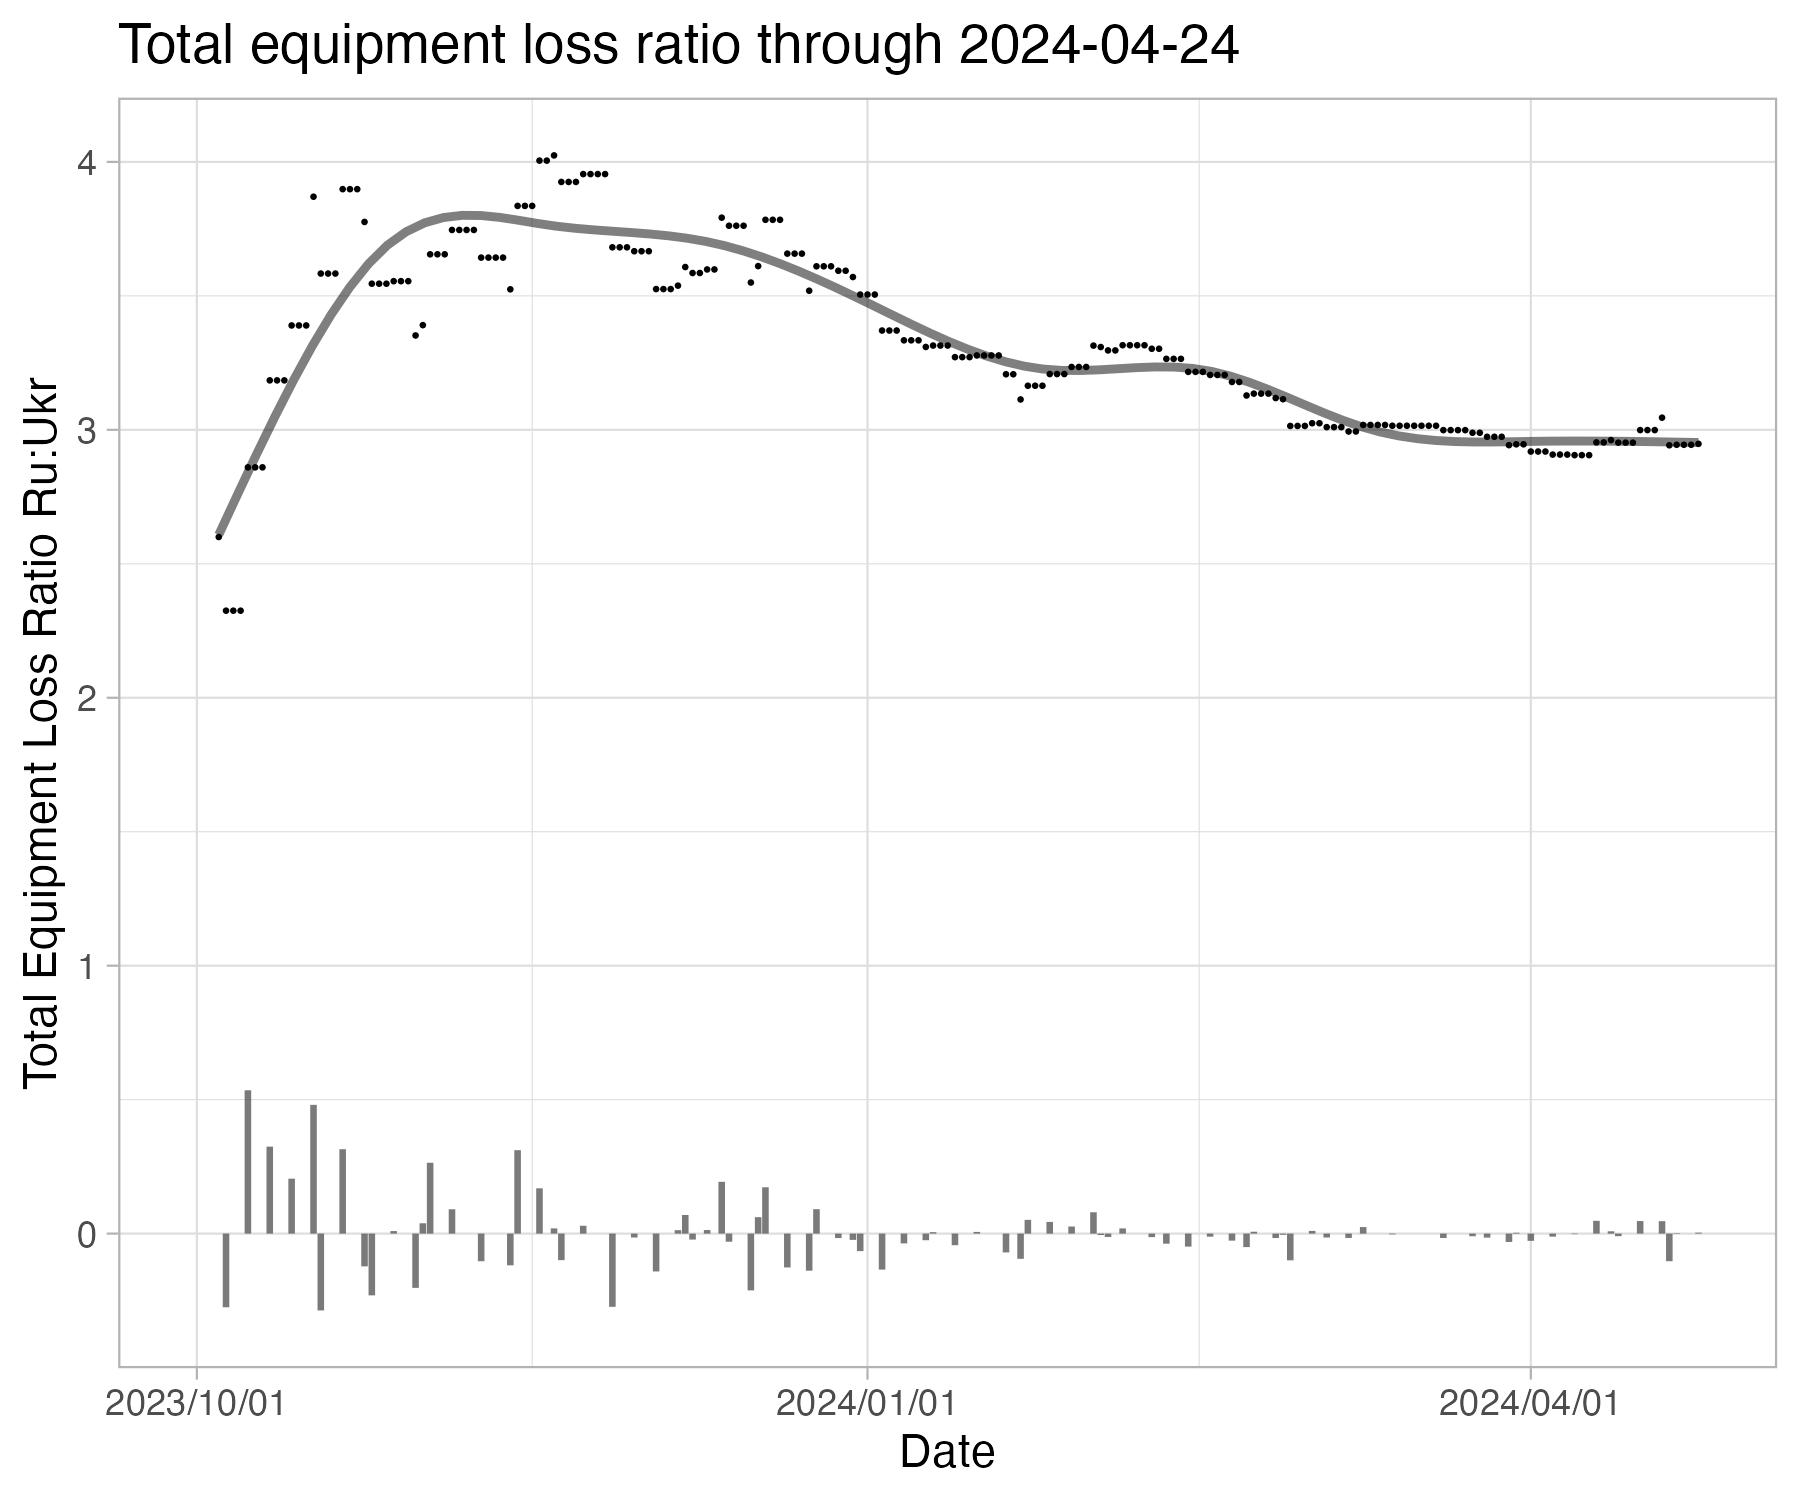 Total equipment loss ratio through 2024-04-24
Total Equipment Loss Ratio Ru:Ukr
4
3
2
1
0
2023/10/01
2024/01/01
2024/04/01
Date